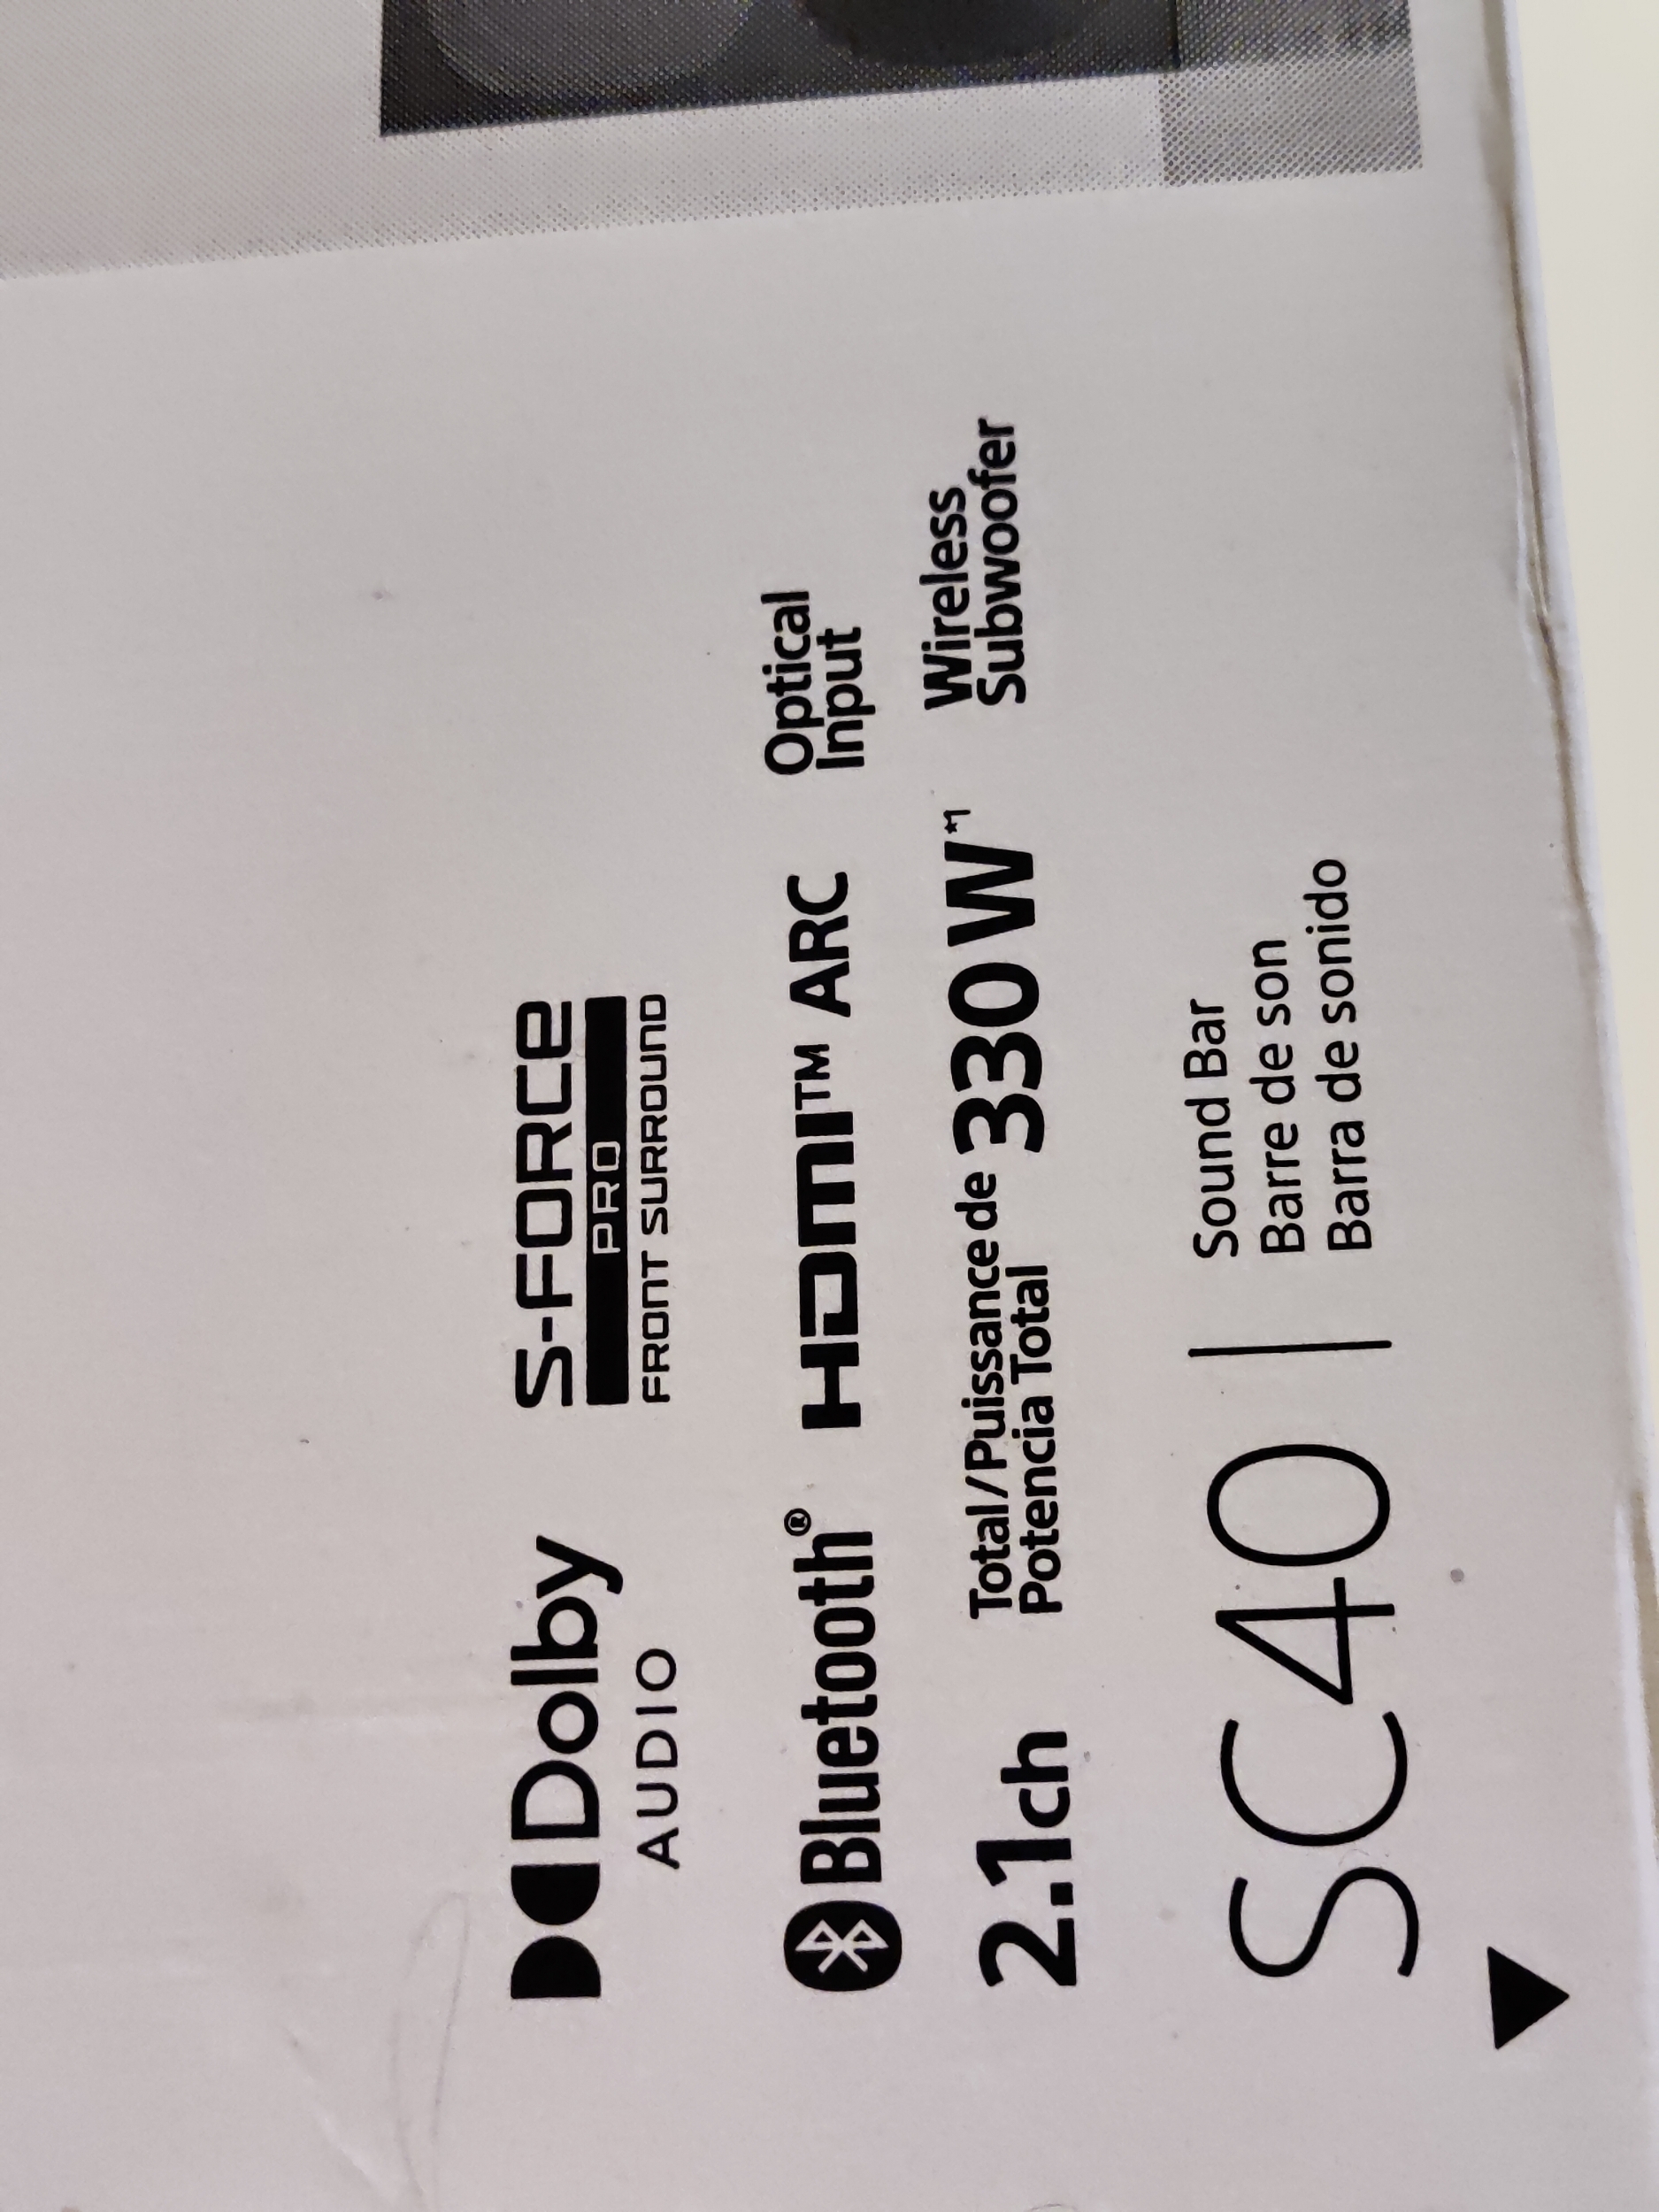 Dolby
AUDIO
S-FORCE
PRO
FRONT SURROUND
Bluetooth®
HDMI™ ARC
Optical
Input
2.1ch
Total/Puissance de
Potencia Total
330 W*1
Wireless
Subwoofer
SC40
Sound Bar
Barre de son
Barra de sonido